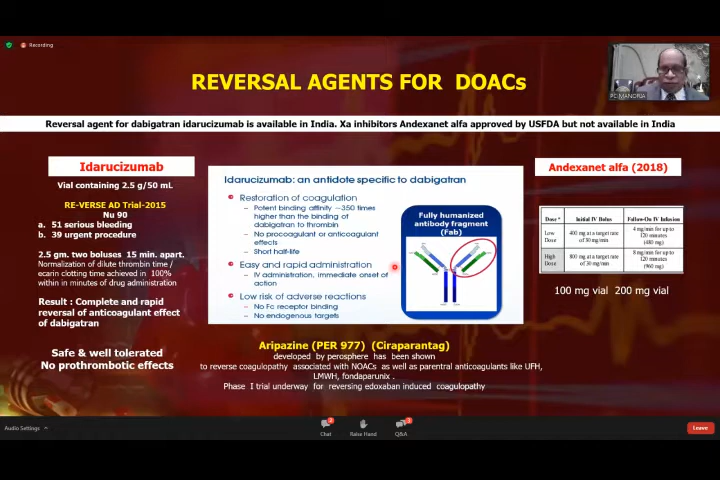 Recording
REVERSAL AGENTS FOR DOACs
PC MANORIA
Reversal agent for dabigatran idarucizumab is available in India. Xa inhibitors Andexanet alfa approved by USFDA but not available in India
Idarucizumab
Vial containing 2.5 g/50 mL
RE-VERSE AD Trial-2015
Nu 90
a. 51 serious bleeding
b. 39 urgent procedure
2.5 gm. two boluses 15 min. apart.
Normalization of dilute thrombin time /
ecarin clotting time achieved in 100%
within in minutes of drug administration
Result : Complete and rapid
reversal of anticoagulant effect
of dabigatran
Safe & well tolerated
No prothrombotic effects
Idarucizumab: an antidote specific to dabigatran
Restoration of coagulation
– Potent binding affinity ~350 times
higher than the binding of
dabigatran to thrombin
– No procoagulant or anticoagulant
effects
– Short half-life
Easy and rapid administration
– IV administration, immediate onset of
action
Low risk of adverse reactions
– No Fc receptor binding
– No endogenous targets
Fully humanized
antibody fragment
(Fab)
Andexanet alfa (2018)
Dose* Initial IV Bolus Follow-On IV Infusion
Low Dose 400 mg at a target rate of 30 mg/min 4 mg/min for up to 120 minutes (480 mg)
High Dose 800 mg at a target rate of 30 mg/min 8 mg/min for up to 120 minutes (960 mg)
100 mg vial 200 mg vial
Aripazine (PER 977) (Ciraparantag)
developed by perosphere has been shown
to reverse coagulopathy associated with NOACs as well as parentral anticoagulants like UFH,
LMWH, fondaparunix .
Phase I trial underway for reversing edoxaban induced coagulopathy
Audio Settings
Chat
Raise Hand
Q&A
Leave